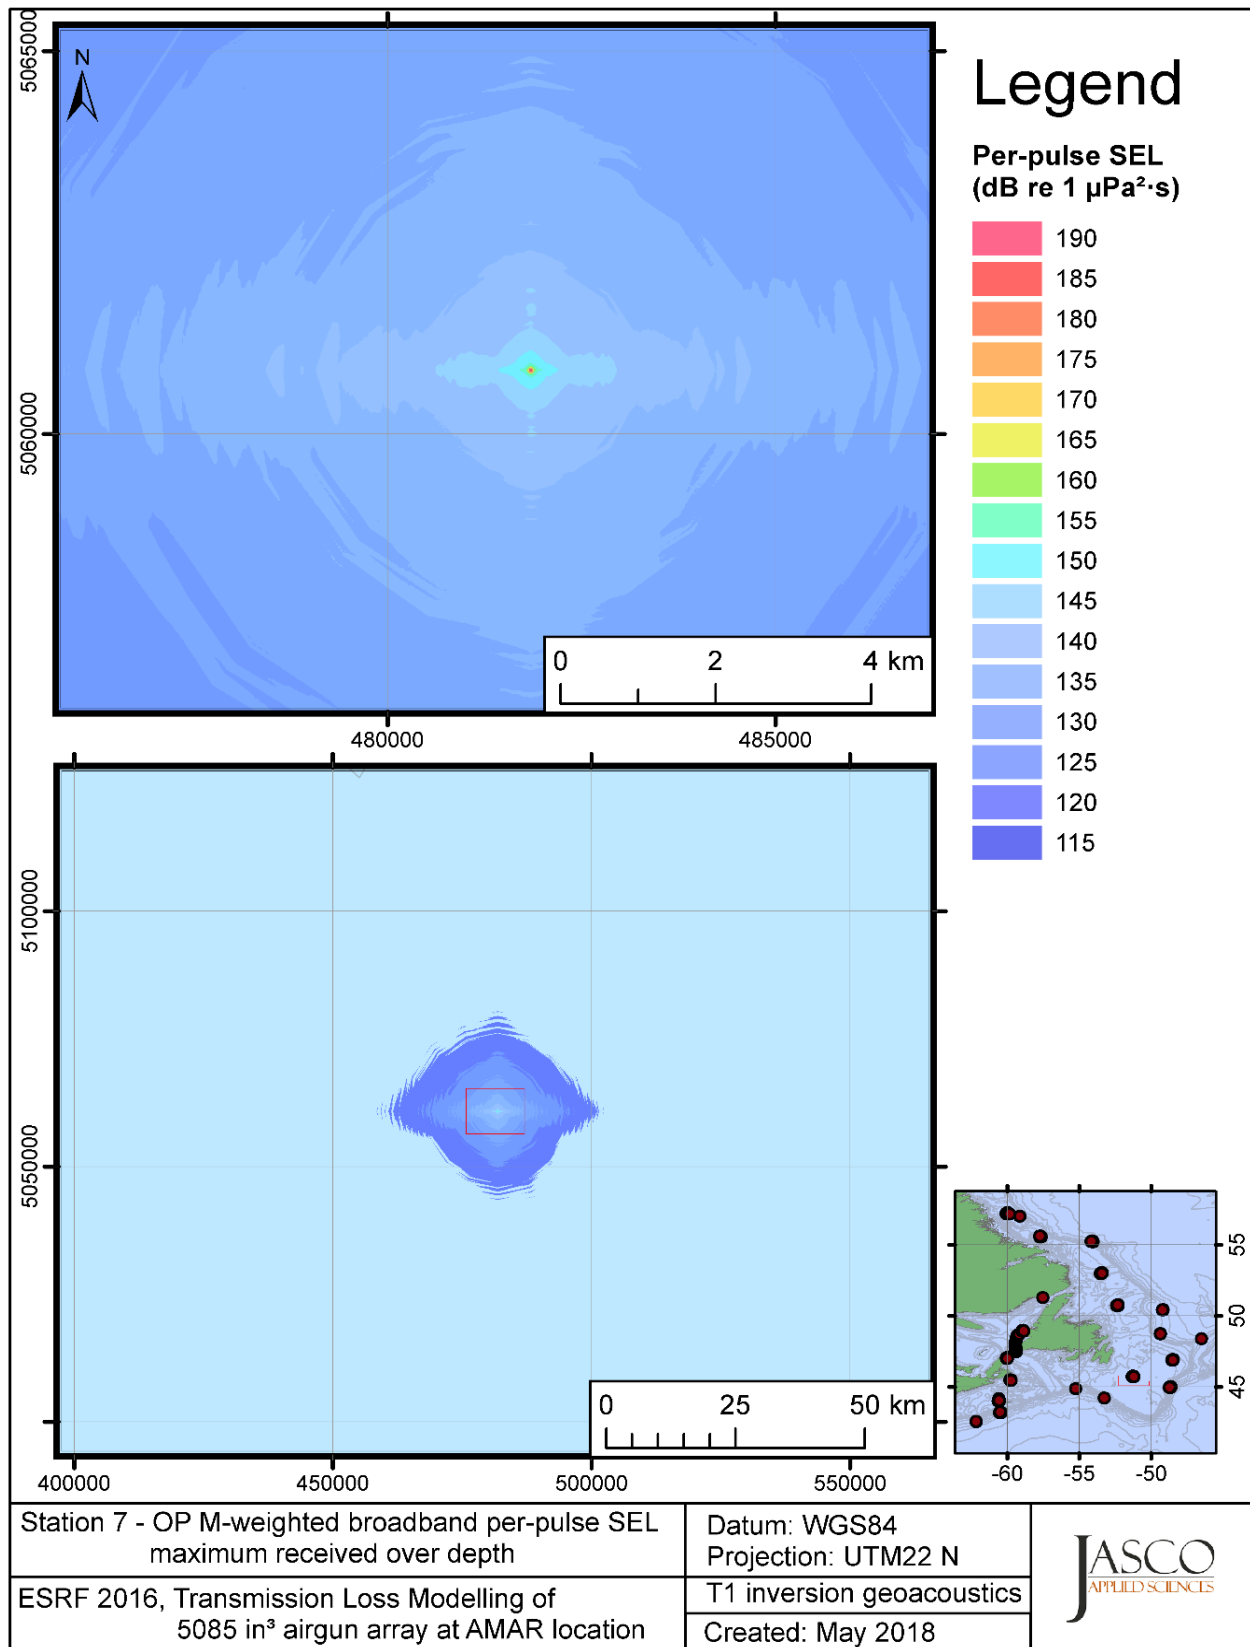 N
5065000
5060000
0 2 4 km
480000 485000
Legend
Per-pulse SEL
(dB re 1 µPa²·s)
190
185
180
175
170
165
160
155
150
145
140
135
130
125
120
115
5100000
5050000
0 25 50 km
400000 450000 500000 550000
55
50
45
-60 -55 -50
Station 7 - OP M-weighted broadband per-pulse SEL
maximum received over depth
ESRF 2016, Transmission Loss Modelling of
5085 in³ airgun array at AMAR location
Datum: WGS84
Projection: UTM22 N
T1 inversion geoacoustics
Created: May 2018
JASCO
APPLIED SCIENCES